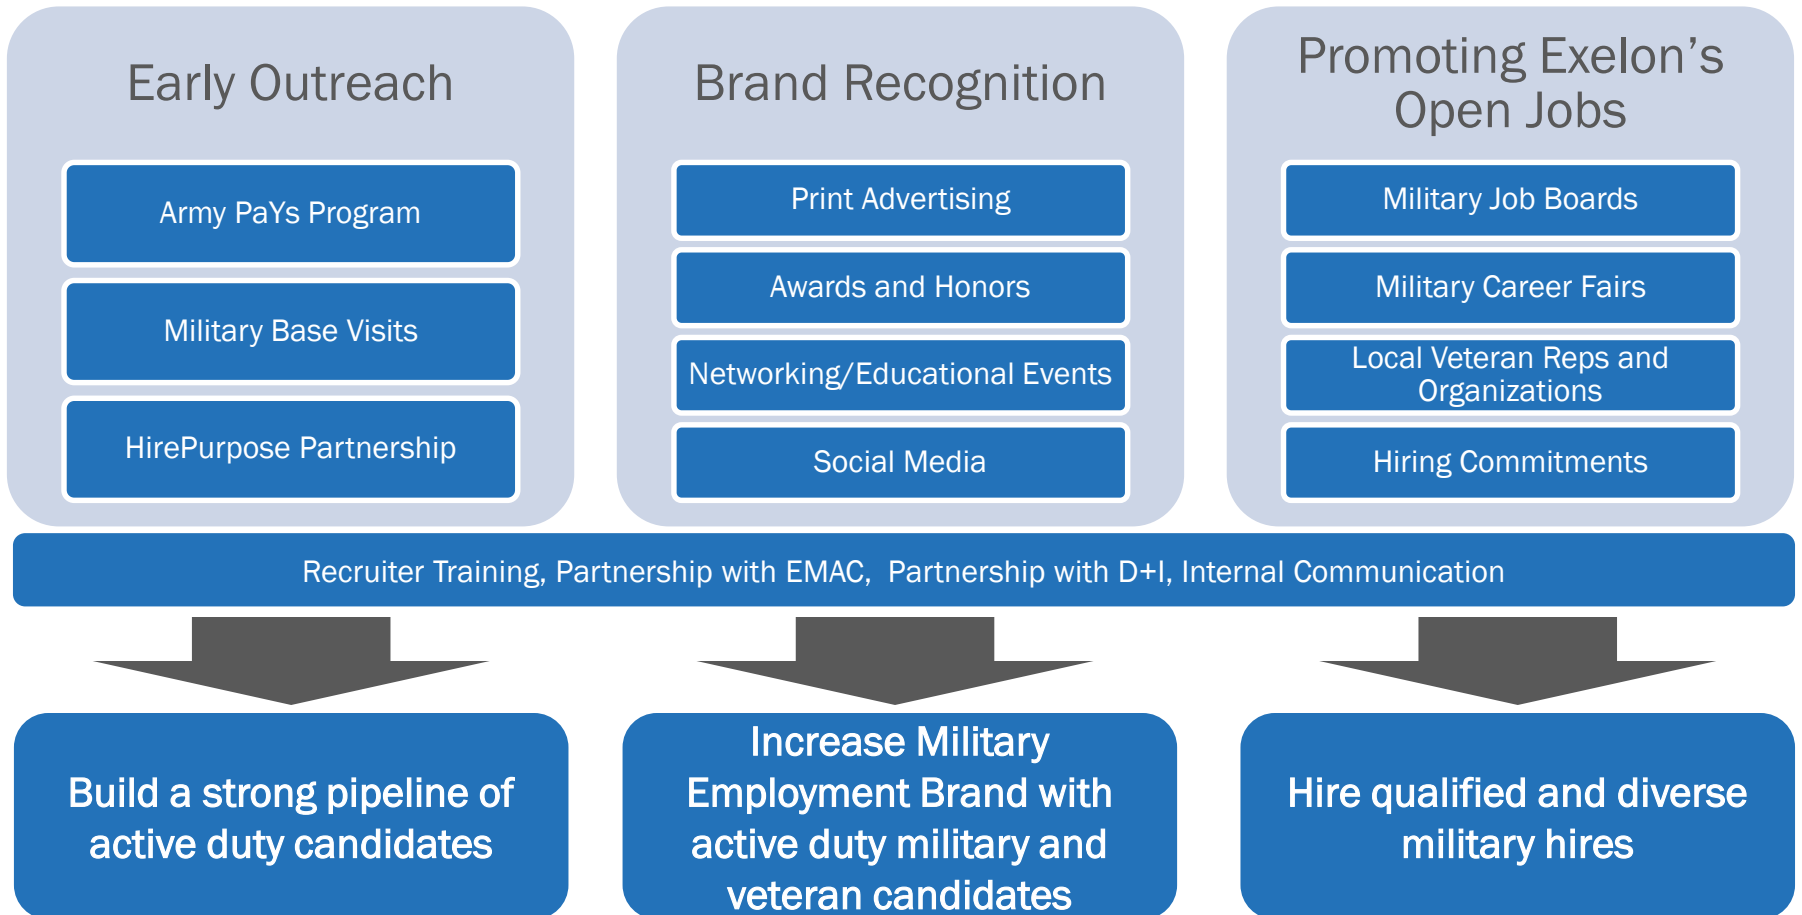 Early Outreach
Army PaYs Program
Military Base Visits
HirePurpose Partnership
Brand Recognition
Print Advertising
Awards and Honors
Networking/Educational Events
Social Media
Promoting Exelon's
Open Jobs
Military Job Boards
Military Career Fairs
Local Veteran Reps and
Organizations
Hiring Commitments
Recruiter Training, Partnership with EMAC,  Partnership with D+I, Internal Communication
Build a strong pipeline of
active duty candidates
Increase Military
Employment Brand with
active duty military and
veteran candidates
Hire qualified and diverse
military hires